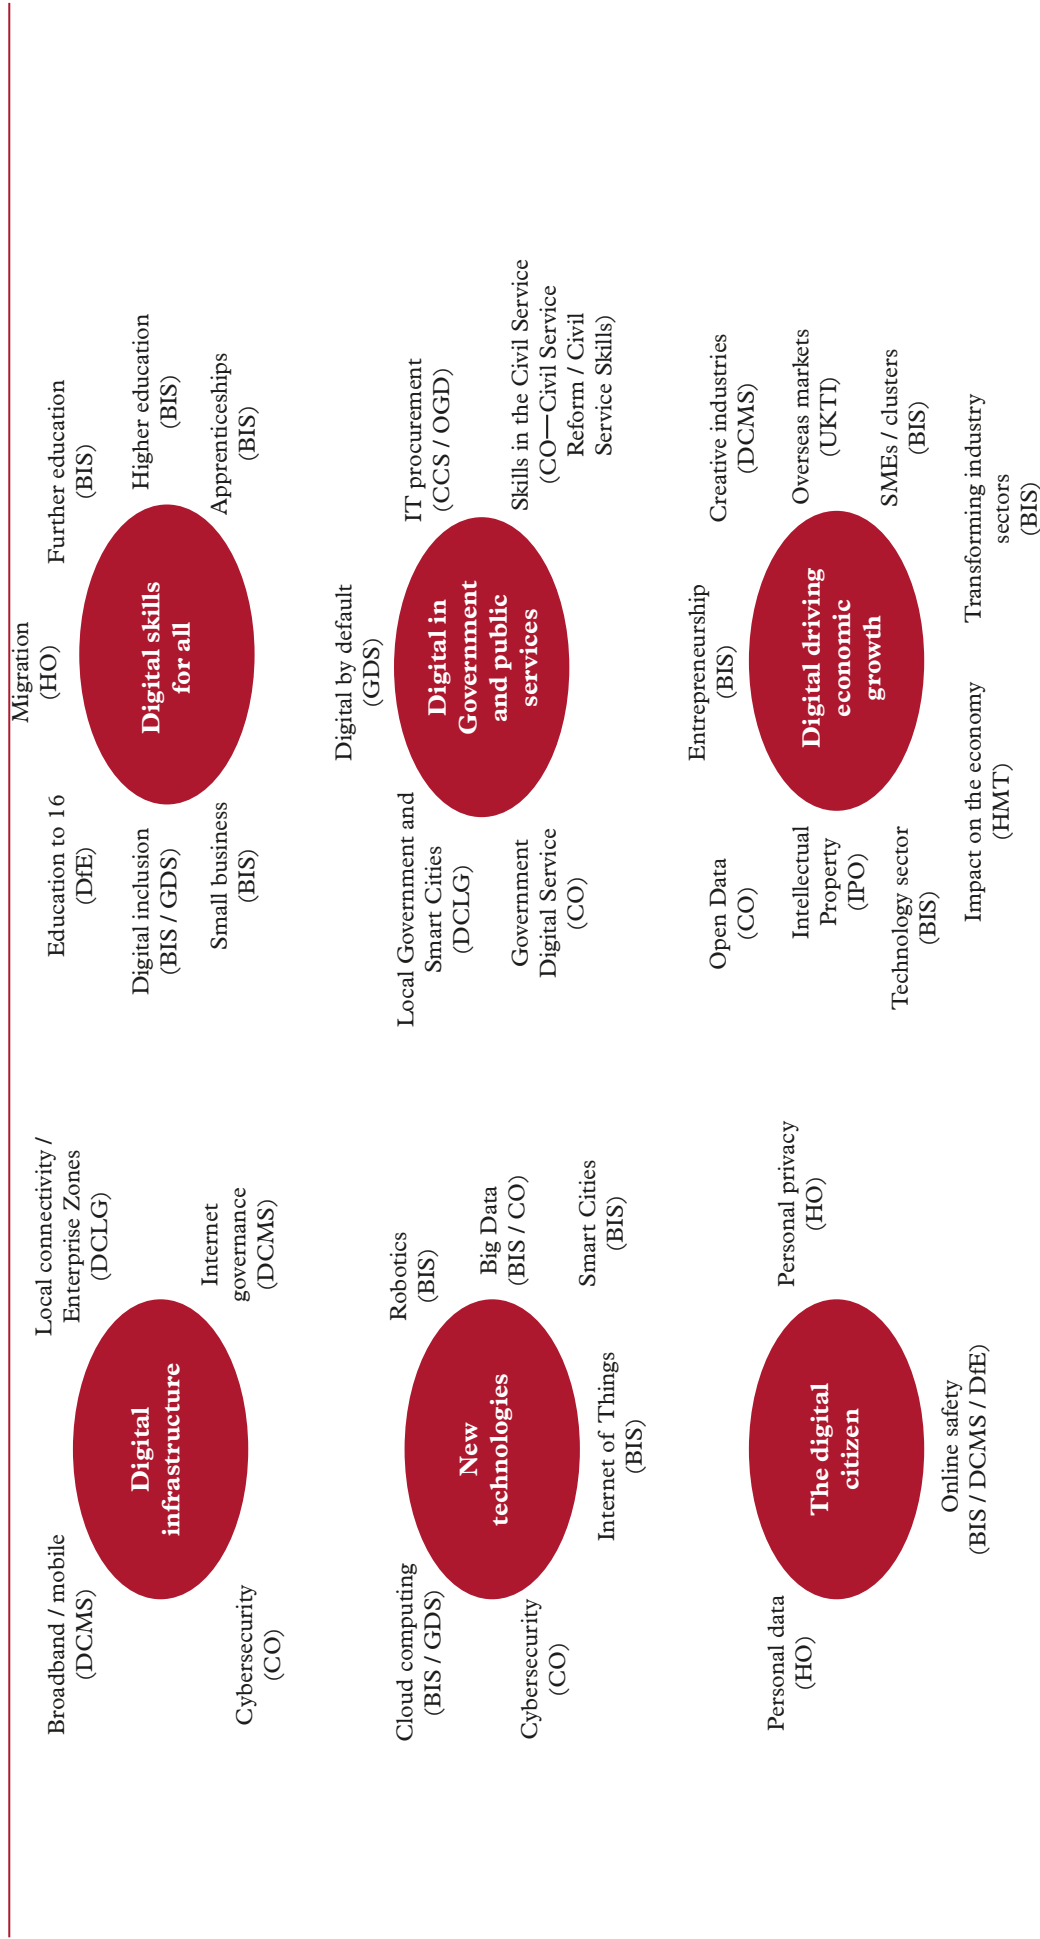 Broadband / mobile
(DCMS)
Local connectivity /
Enterprise Zones
(DCLG)
Digital
infrastructure
Cybersecurity
(CO)
Internet
governance
(DCMS)
Migration
(HO)
Education to 16
(DfE)
Further education
(BIS)
Digital inclusion
(BIS / GDS)
Digital skills
for all
Higher education
(BIS)
Small business
(BIS)
Apprenticeships
(BIS)
Cloud computing
(BIS / GDS)
Robotics
(BIS)
New
technologies
Big Data
(BIS / CO)
Cybersecurity
(CO)
Internet of Things
(BIS)
Smart Cities
(BIS)
Digital by default
(GDS)
Local Government and
Smart Cities
(DCLG)
IT procurement
(CCS / OGD)
Digital in
Government
and public
services
Government
Digital Service
(CO)
Skills in the Civil Service
(CO—Civil Service
Reform / Civil
Service Skills)
Personal data
(HO)
Personal privacy
(HO)
The digital
citizen
Online safety
(BIS / DCMS / DfE)
Entrepreneurship
(BIS)
Open Data
(CO)
Creative industries
(DCMS)
Intellectual
Property
(IPO)
Digital driving
economic
growth
Overseas markets
(UKTI)
Technology sector
(BIS)
SMEs / clusters
(BIS)
Impact on the economy
(HMT)
Transforming industry
sectors
(BIS)